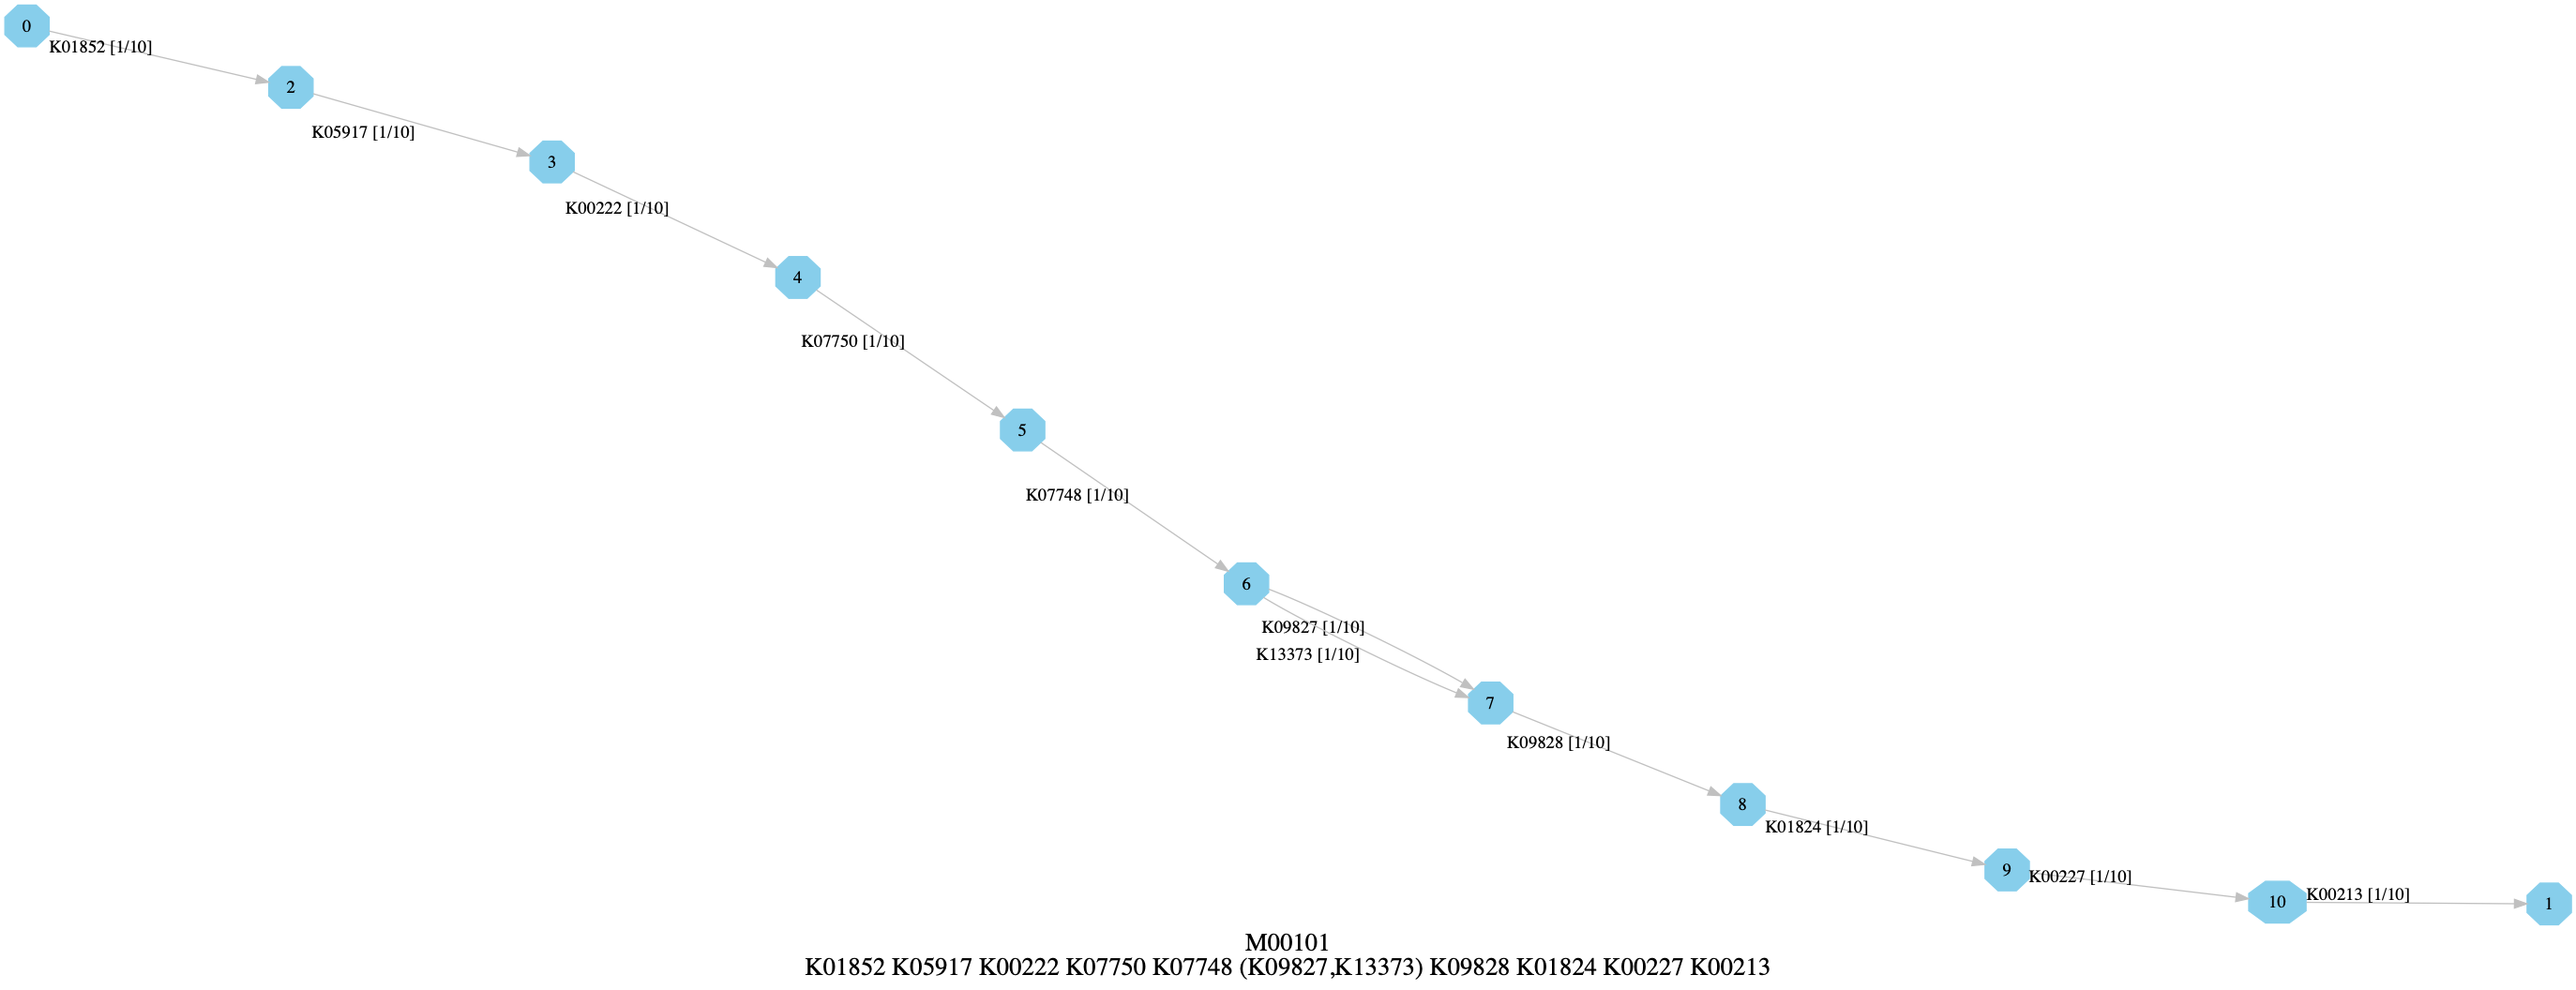 0
K01852 [1/10]
2
K05917 [1/10]
3
K00222 [1/10]
4
K07750 [1/10]
5
K07748 [1/10]
6
K09827 [1/10]
K13373 [1/10]
7
K09828 [1/10]
8
K01824 [1/10]
9
K00227 [1/10]
10
K00213 [1/10]
1
M00101
K01852 K05917 K00222 K07750 K07748 (K09827,K13373) K09828 K01824 K00227 K00213